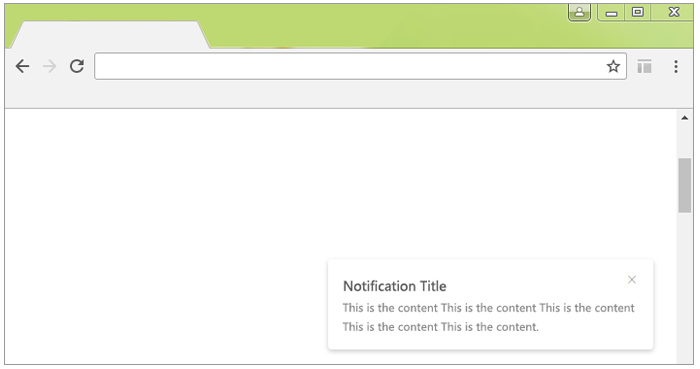 Notification Title
This is the content This is the content This is the content
This is the content This is the content.